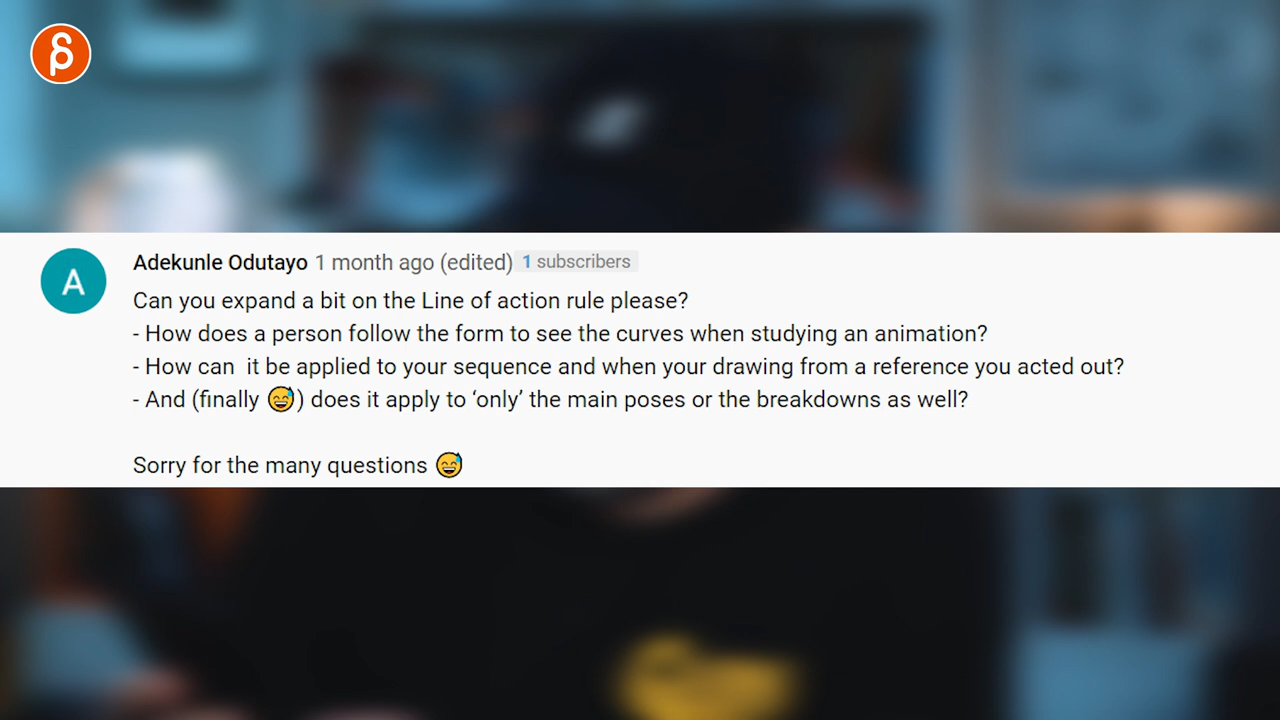 Adekunle Odutayo 1 month ago (edited) 1 subscribers
A
Can you expand a bit on the Line of action rule please?
- How does a person follow the form to see the curves when studying an animation?
- How can  it be applied to your sequence and when your drawing from a reference you acted out?
- And (finally 😅) does it apply to ‘only’ the main poses or the breakdowns as well?
Sorry for the many questions 😅